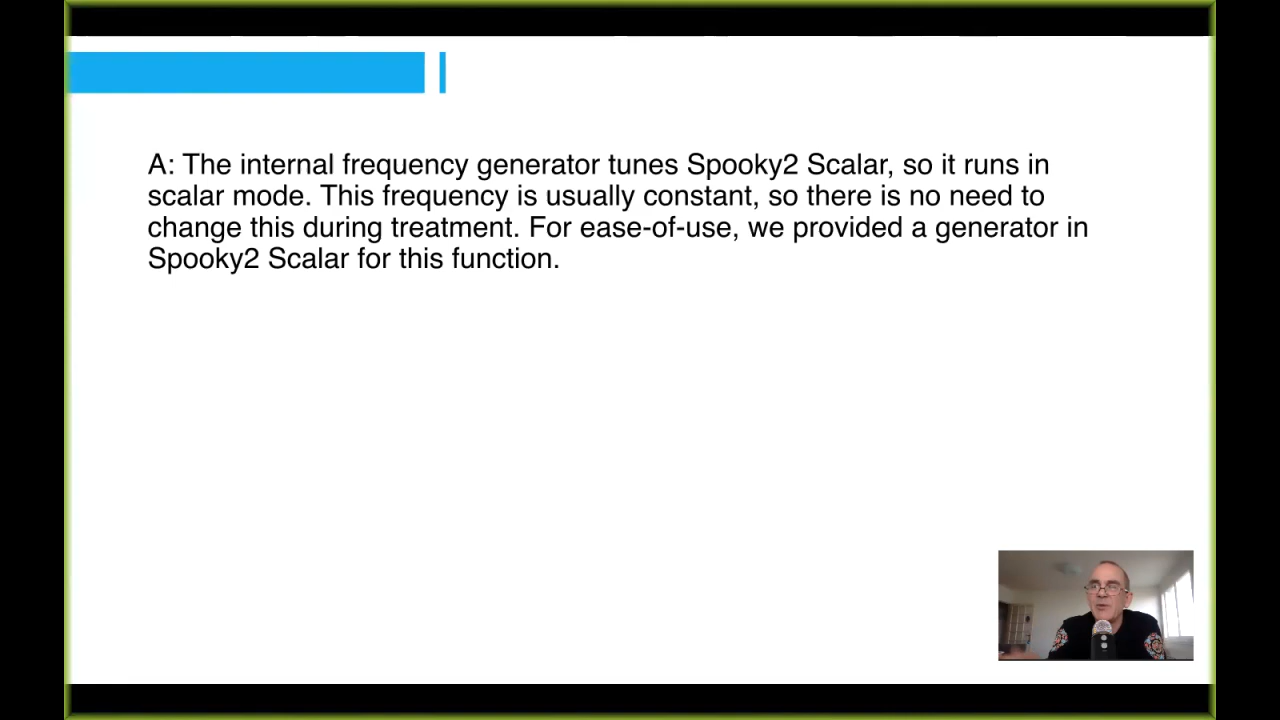 A: The internal frequency generator tunes Spooky2 Scalar, so it runs in
scalar mode. This frequency is usually constant, so there is no need to
change this during treatment. For ease-of-use, we provided a generator in
Spooky2 Scalar for this function.